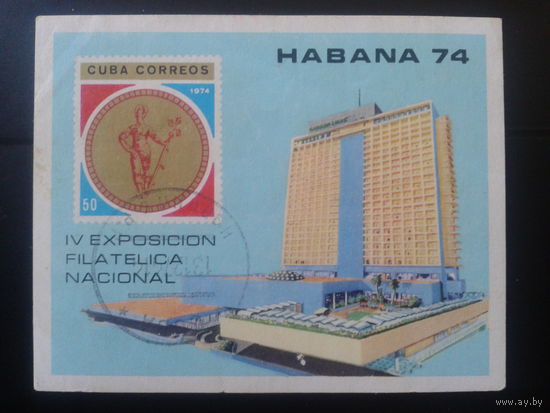 HABANA 74
CUBA CORREOS
1974
50
IV EXPOSICION
FILATELICA
NACIONAL
www.ay.by